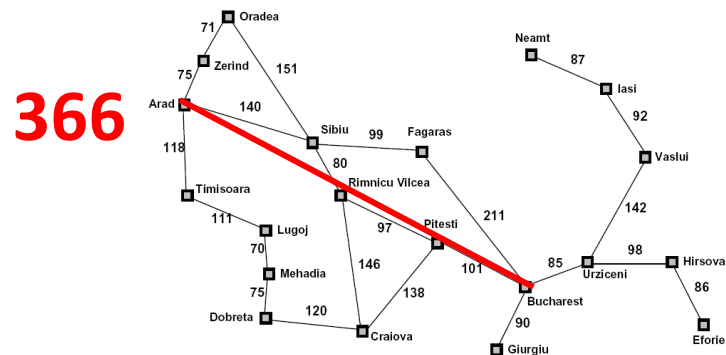 Oradea
71
Neamt
87
Zerind
151
75
Iasi
366
Arad
140
92
Sibiu
99
Fagaras
118
80
Vaslui
Rimnicu Vilcea
Timisoara
211
142
111
97
Pitesti
Lugoj
70
146
101
85
98
Hirsova
Mehadia
138
Urziceni
86
75
Bucharest
Dobreta
120
90
Craiova
Eforie
Giurgiu